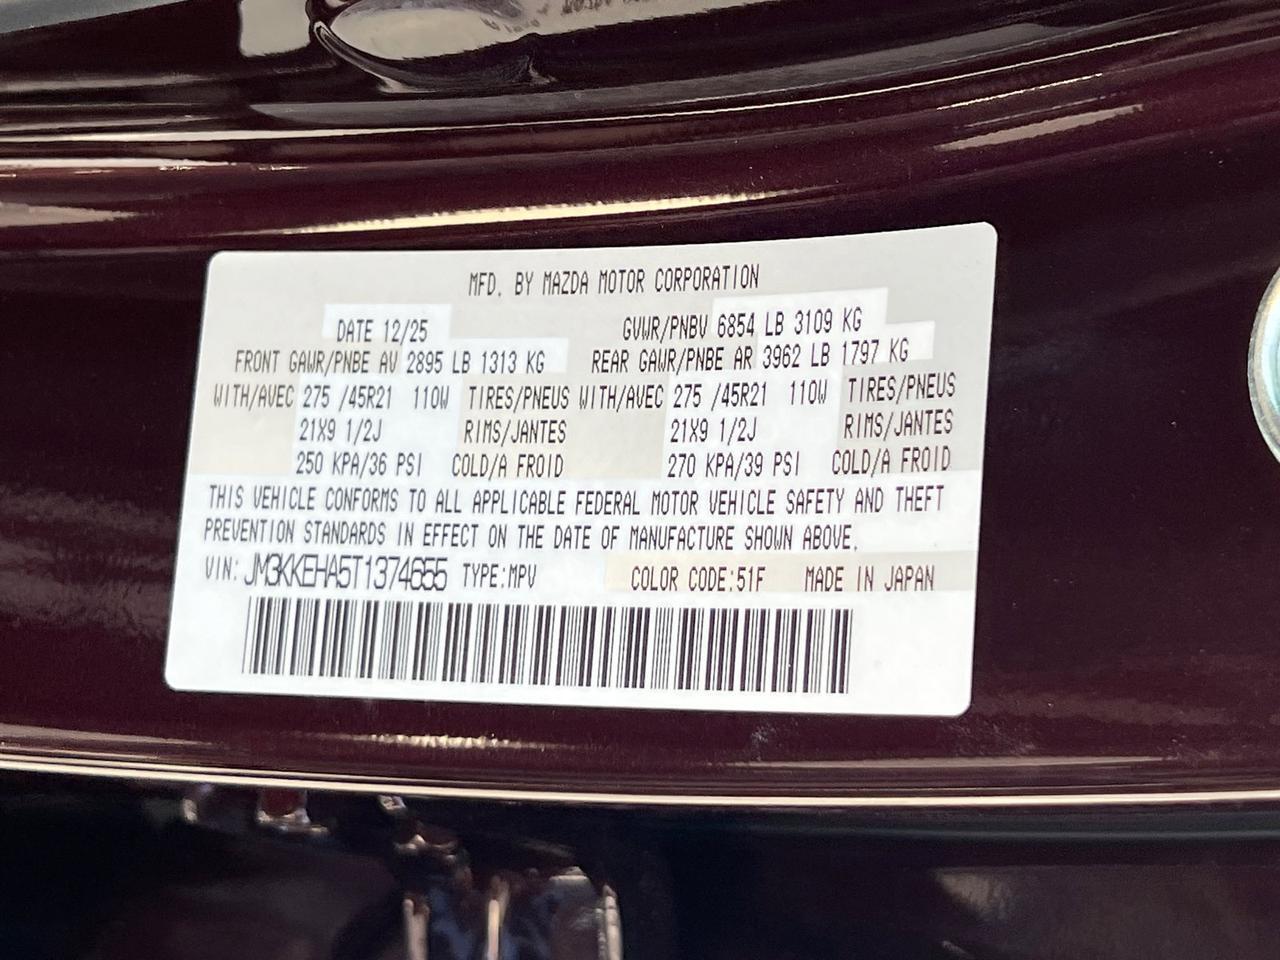 MFD. BY MAZDA MOTOR CORPORATION
DATE 12/25 GVWR/PNBV 6854 LB 3109 KG
FRONT GAWR/PNBE AV 2895 LB 1313 KG REAR GAWR/PNBE AR 3962 LB 1797 KG
WITH/AVEC 275 /45R21 110W TIRES/PNEUS WITH/AVEC 275 /45R21 110W TIRES/PNEUS
21X9 1/2J RIMS/JANTES 21X9 1/2J RIMS/JANTES
250 KPA/36 PSI COLD/A FROID 270 KPA/39 PSI COLD/A FROID
THIS VEHICLE CONFORMS TO ALL APPLICABLE FEDERAL MOTOR VEHICLE SAFETY AND THEFT
PREVENTION STANDARDS IN EFFECT ON THE DATE OF MANUFACTURE SHOWN ABOVE.
VIN: JM3KKEHA5T1374655 TYPE:MPV COLOR CODE:51F MADE IN JAPAN